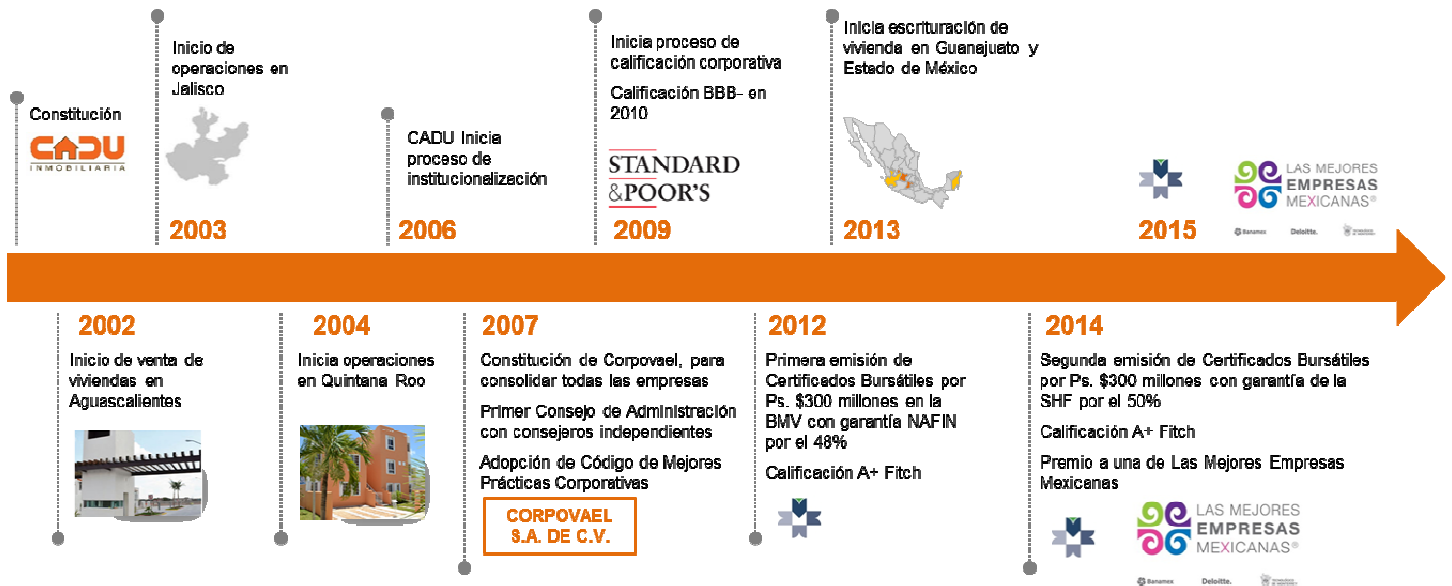 Constitución
CADU
INMOBILIARIA
Inicio de
operaciones en
Jalisco
2003
CADU Inicia
proceso de
institucionalización
2006
Inicia proceso de
calificación corporativa
Calificación BBB- en
2010
STANDARD
&POOR'S
2009
Inicia escrituración de
vivienda en Guanajuato y
Estado de México
2013
2015
LAS MEJORES
EMPRESAS
MEXICANAS®
Banamex Deloitte.
2002
Inicio de venta de
viviendas en
Aguascalientes
2004
Inicia operaciones
en Quintana Roo
2007
Constitución de Corpovael, para
consolidar todas las empresas
Primer Consejo de Administración
con consejeros independientes
Adopción de Código de Mejores
Prácticas Corporativas
CORPOVAEL
S.A. DE C.V.
2012
Primera emisión de
Certificados Bursátiles por
Ps. $300 millones en la
BMV con garantía NAFIN
por el 48%
Calificación A+ Fitch
2014
Segunda emisión de Certificados Bursátiles
por Ps. $300 millones con garantía de la
SHF por el 50%
Calificación A+ Fitch
Premio a una de Las Mejores Empresas
Mexicanas
LAS MEJORES
EMPRESAS
MEXICANAS®
Banamex Deloitte.